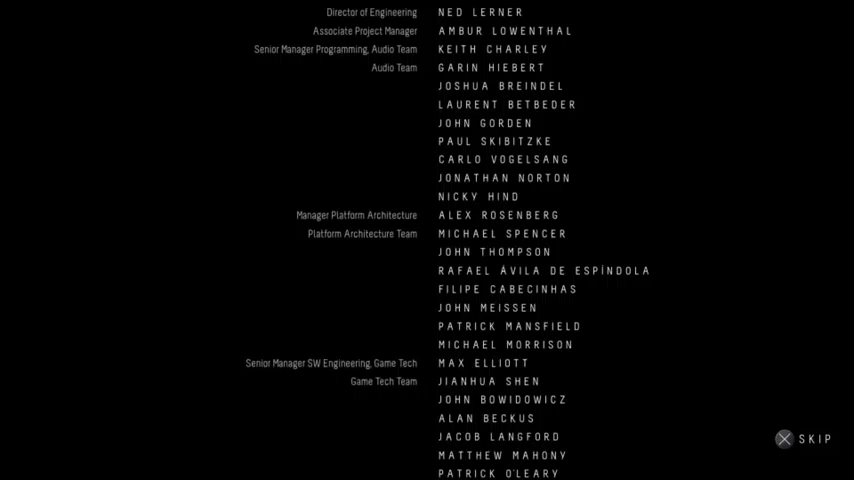 Director of Engineering NED LERNER
Associate Project Manager AMBUR LOWENTHAL
Senior Manager Programming, Audio Team KEITH CHARLEY
Audio Team GARIN HIEBERT
JOSHUA BREINDEL
LAURENT BETBEDER
JOHN GORDEN
PAUL SKIBITZKE
CARLO VOGELSANG
JONATHAN NORTON
NICKY HIND
Manager Platform Architecture ALEX ROSENBERG
Platform Architecture Team MICHAEL SPENCER
JOHN THOMPSON
RAFAEL ÁVILA DE ESPÍNDOLA
FILIPE CABECINHAS
JOHN MEISSEN
PATRICK MANSFIELD
MICHAEL MORRISON
Senior Manager SW Engineering, Game Tech MAX ELLIOTT
Game Tech Team JIANHUA SHEN
JOHN BOWIDOWICZ
ALAN BECKUS
JACOB LANGFORD
SKIP
MATTHEW MAHONY
PATRICK O'LEARY